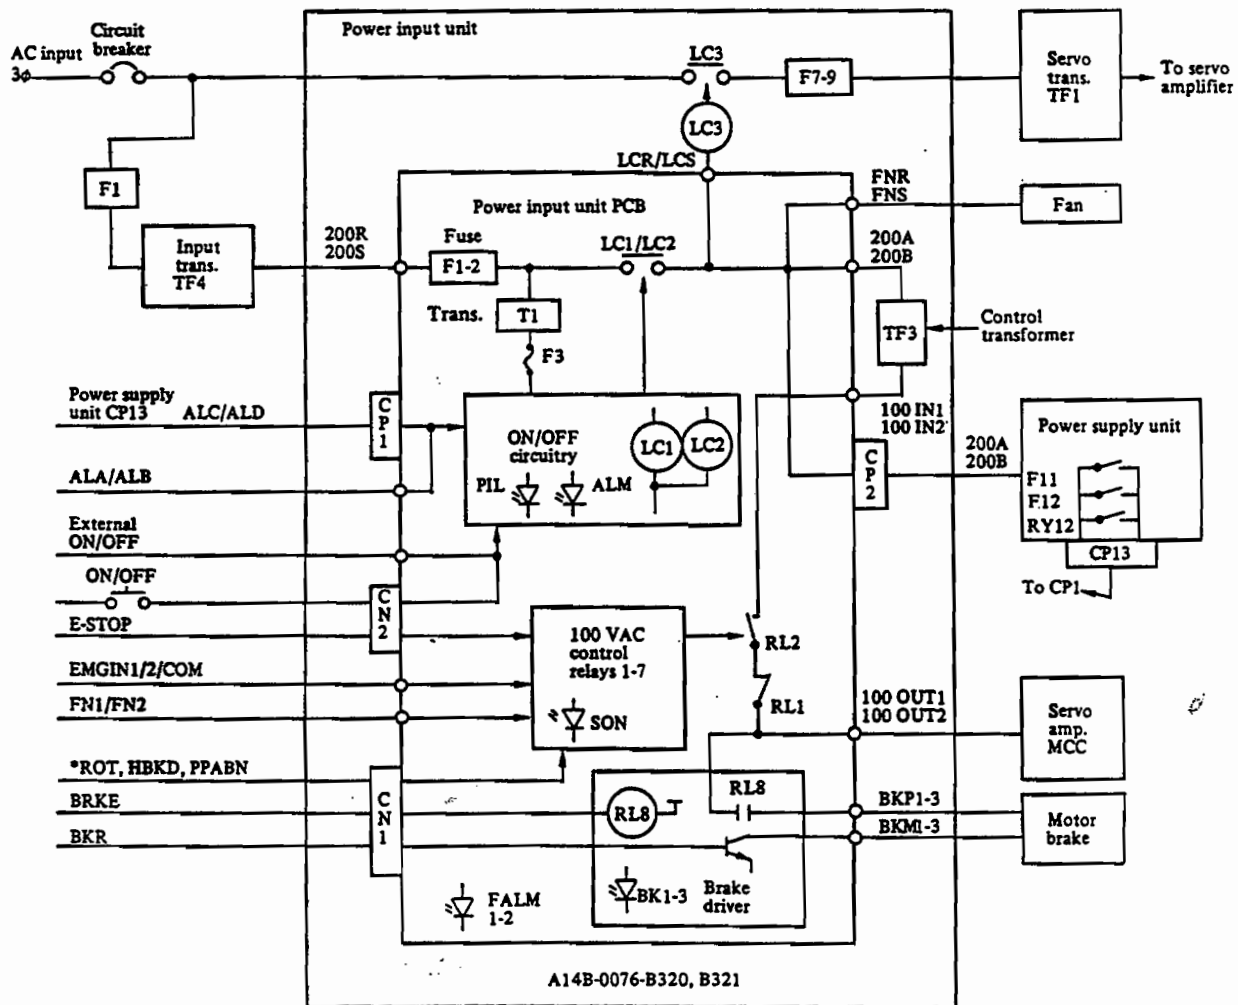 Power input unit
Circuit
breaker
AC input
3ø
LC3
F7-9
Servo
trans.
TF1
To servo
amplifier
LC3
LCR/LCS
F1
Power input unit PCB
FNR
FNS
Fan
Input
trans.
TF4
200R
200S
Fuse
F1-2
LC1/LC2
200A
200B
Trans.
T1
F3
TF3
Control
transformer
Power supply
unit CP13
ALC/ALD
CP1
ON/OFF
circuitry
LC1
LC2
PIL
ALM
100 IN1
100 IN2
CP2
200A
200B
Power supply unit
F11
F12
RY12
CP13
To CP1
ALA/ALB
External
ON/OFF
ON/OFF
CN2
E-STOP
100 VAC
control
relays 1-7
SON
RL2
RL1
EMGIN1/2/COM
FN1/FN2
100 OUT1
100 OUT2
Servo
amp.
MCC
*ROT, HBKD, PPABN
CN1
BRKE
BKR
RL8
RL8
BKP1-3
BKM1-3
Motor
brake
BK1-3
Brake
driver
FALM
1-2
A14B-0076-B320, B321